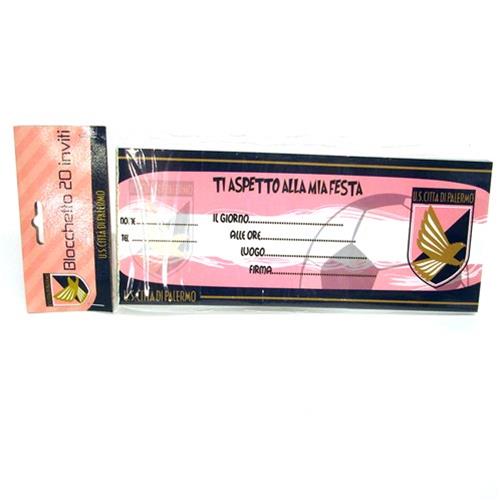 Blocchetto 20 inviti
U.S. CITTÀ DI PALERMO
TI ASPETTO ALLA MIA FESTA
IL GIORNO
ALLE ORE
LUOGO
FIRMA
TEL
U.S. CITTÀ DI PALERMO
U.S. CITTÀ DI PALERMO